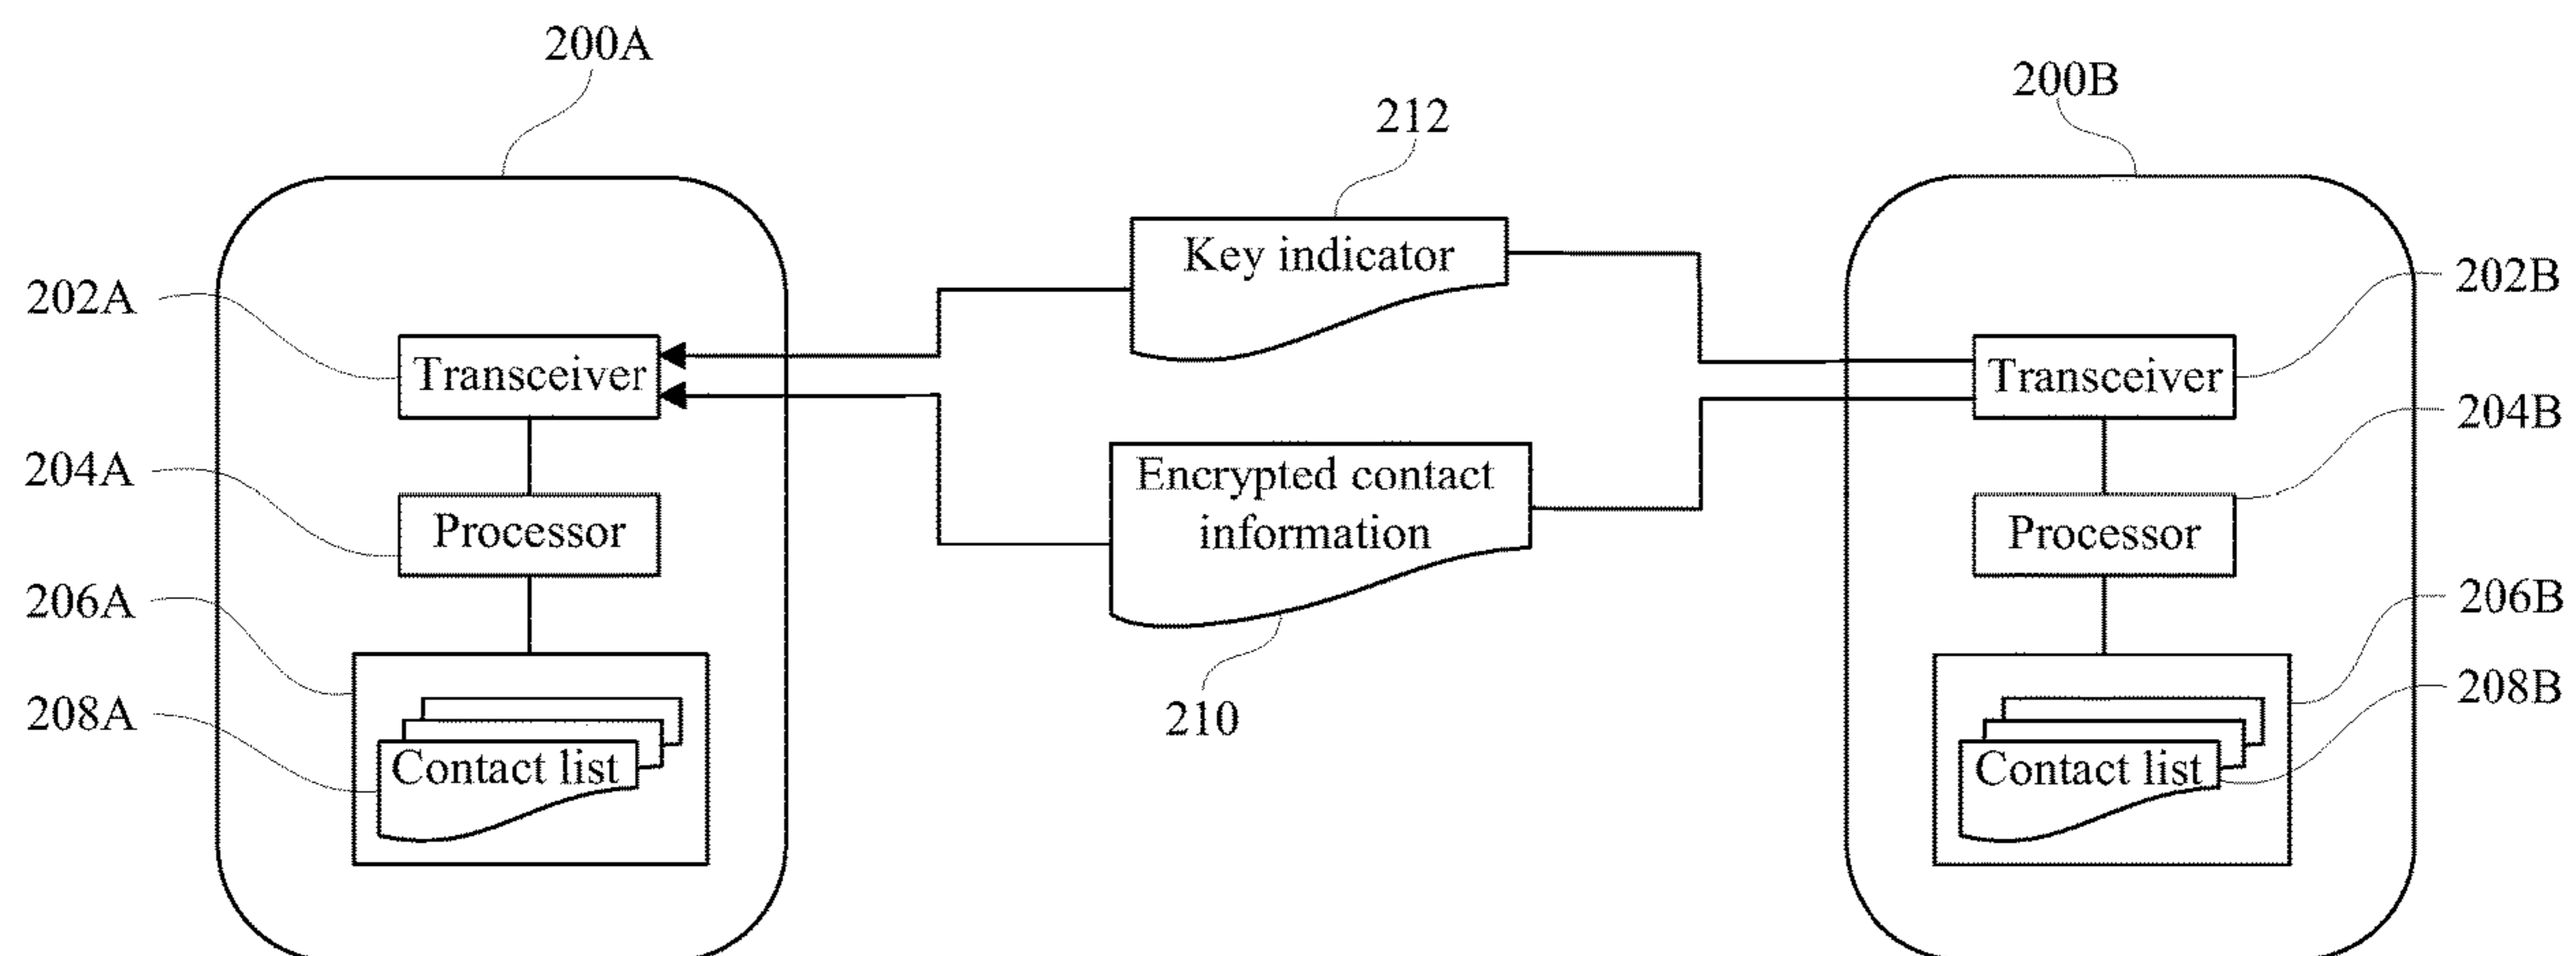 200A
200B
212
Key indicator
202A
202B
Transceiver
Transceiver
204B
204A
Encrypted contact
information
Processor
Processor
206A
206B
208A
208B
210
Contact list
Contact list